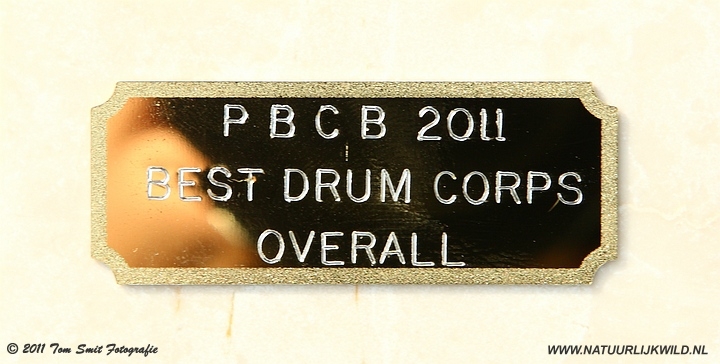 P B C B 2011
BEST DRUM CORPS
OVERALL
© 2011 Tom Smit Fotografie
WWW.NATUURLIJKWILD.NL